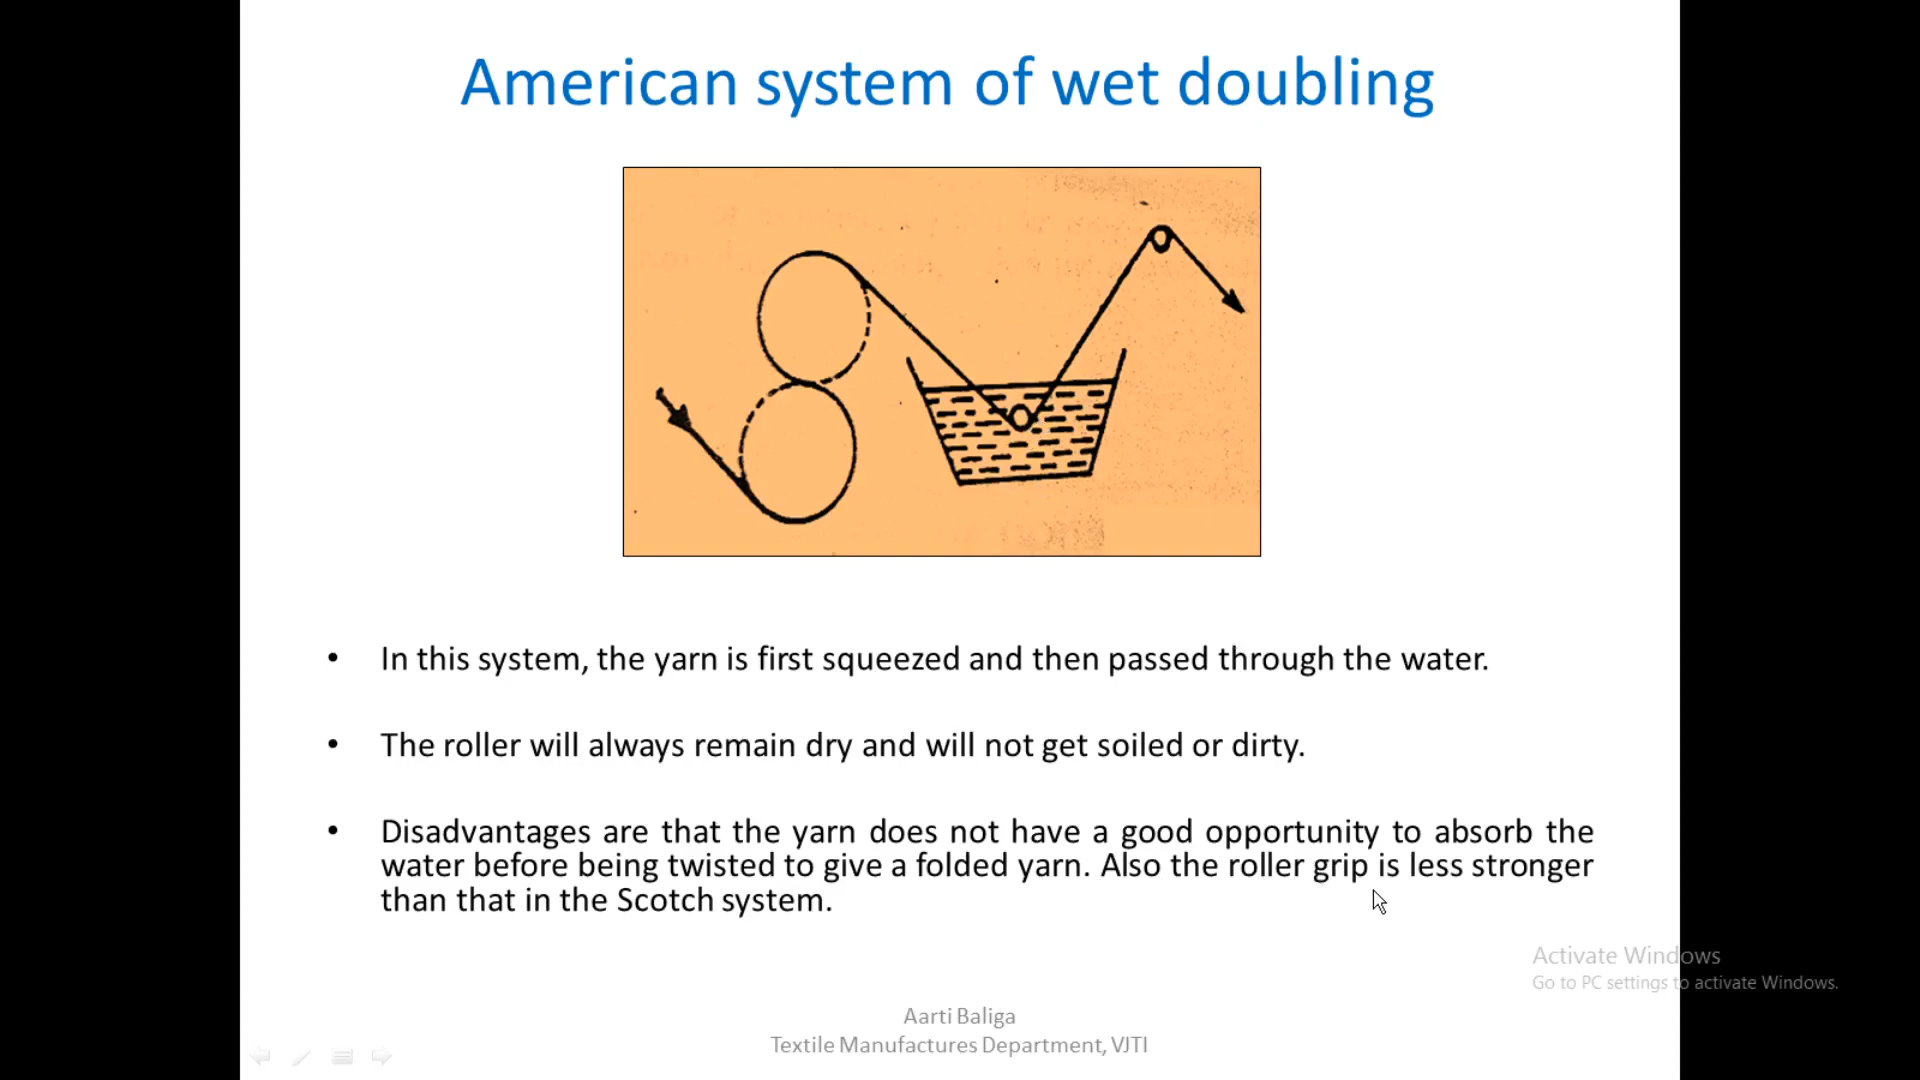 American system of wet doubling
• In this system, the yarn is first squeezed and then passed through the water.
• The roller will always remain dry and will not get soiled or dirty.
• Disadvantages are that the yarn does not have a good opportunity to absorb the
water before being twisted to give a folded yarn. Also the roller grip is less stronger
than that in the Scotch system.
Activate Windows
Go to PC settings to activate Windows.
Aarti Baliga
Textile Manufactures Department, VJTI